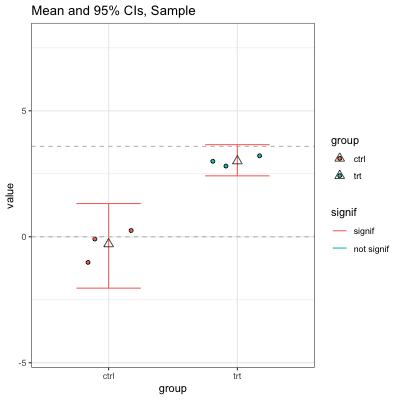 Mean and 95% CIs, Sample
value
5
0
-5
ctrl
trt
group
group
ctrl
trt
signif
signif
not signif